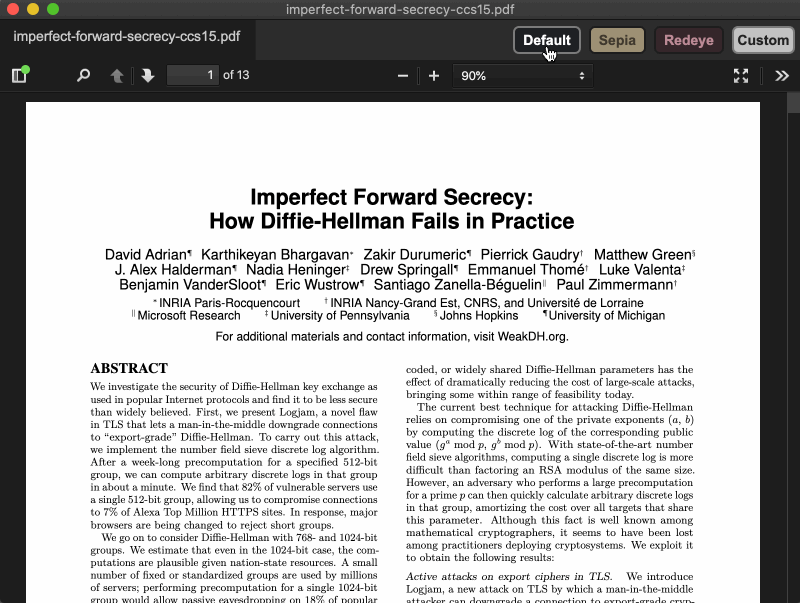 imperfect-forward-secrecy-ccs15.pdf
imperfect-forward-secrecy-ccs15.pdf
Default
Sepia
Redeye
Custom
1 of 13
90%
Imperfect Forward Secrecy:
How Diffie-Hellman Fails in Practice
David Adrian¶ Karthikeyan Bhargavan* Zakir Durumeric¶ Pierrick Gaudry† Matthew Green§
J. Alex Halderman¶ Nadia Heninger‡ Drew Springall¶ Emmanuel Thomé† Luke Valenta‡
Benjamin VanderSloot¶ Eric Wustrow¶ Santiago Zanella-Béguelin‖ Paul Zimmermann†
*INRIA Paris-Rocquencourt †INRIA Nancy-Grand Est, CNRS, and Université de Lorraine
‖Microsoft Research ‡University of Pennsylvania §Johns Hopkins ¶University of Michigan
For additional materials and contact information, visit WeakDH.org.
ABSTRACT
We investigate the security of Diffie-Hellman key exchange as
used in popular Internet protocols and find it to be less secure
than widely believed. First, we present Logjam, a novel flaw
in TLS that lets a man-in-the-middle downgrade connections
to “export-grade” Diffie-Hellman. To carry out this attack,
we implement the number field sieve discrete log algorithm.
After a week-long precomputation for a specified 512-bit
group, we can compute arbitrary discrete logs in that group
in about a minute. We find that 82% of vulnerable servers use
a single 512-bit group, allowing us to compromise connections
to 7% of Alexa Top Million HTTPS sites. In response, major
browsers are being changed to reject short groups.
We go on to consider Diffie-Hellman with 768- and 1024-bit
groups. We estimate that even in the 1024-bit case, the com-
putations are plausible given nation-state resources. A small
number of fixed or standardized groups are used by millions
of servers; performing precomputation for a single 1024-bit
group would allow passive eavesdropping on 18% of popular
coded, or widely shared Diffie-Hellman parameters has the
effect of dramatically reducing the cost of large-scale attacks,
bringing some within range of feasibility today.
The current best technique for attacking Diffie-Hellman
relies on compromising one of the private exponents (a, b)
by computing the discrete log of the corresponding public
value (gᵃ mod p, gᵇ mod p). With state-of-the-art number
field sieve algorithms, computing a single discrete log is more
difficult than factoring an RSA modulus of the same size.
However, an adversary who performs a large precomputation
for a prime p can then quickly calculate arbitrary discrete logs
in that group, amortizing the cost over all targets that share
this parameter. Although this fact is well known among
mathematical cryptographers, it seems to have been lost
among practitioners deploying cryptosystems. We exploit it
to obtain the following results:
Active attacks on export ciphers in TLS. We introduce
Logjam, a new attack on TLS by which a man-in-the-middle
attacker can downgrade a connection to export-grade cryp-